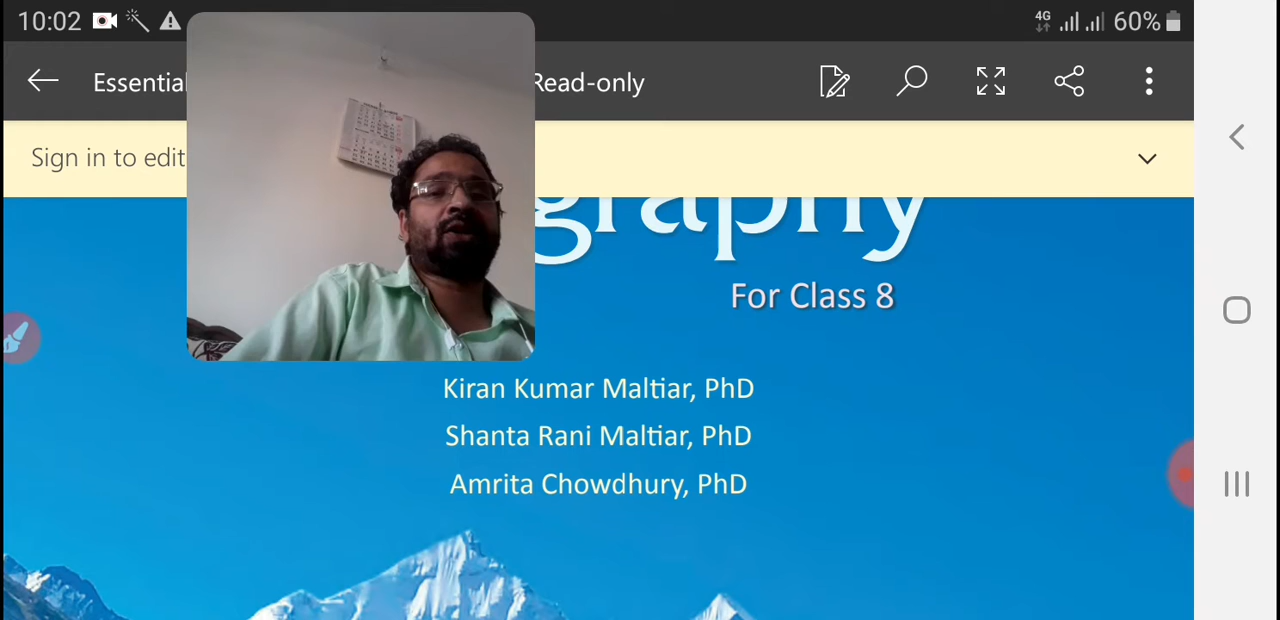 10:02
4G
60%
Essential
Read-only
Sign in to edit
graphy
For Class 8
Kiran Kumar Maltiar, PhD
Shanta Rani Maltiar, PhD
Amrita Chowdhury, PhD